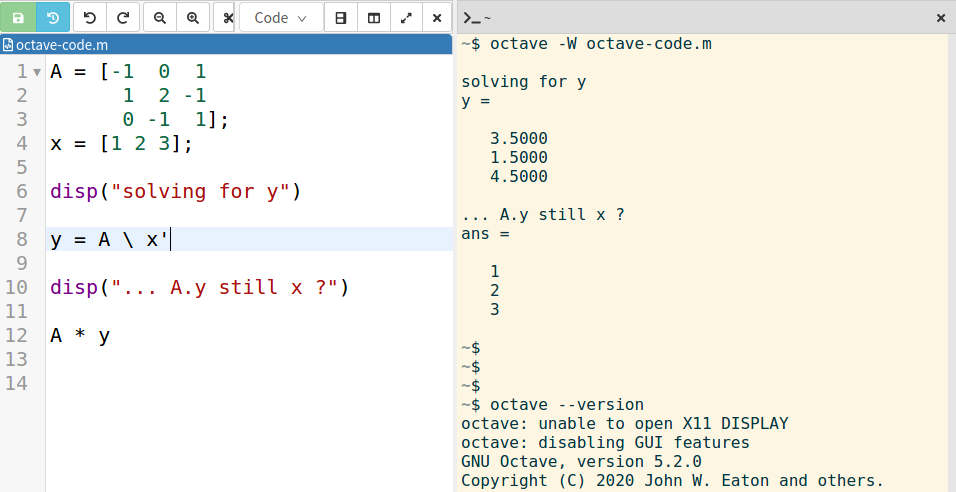 Code
octave-code.m
1 A = [-1 0 1
2 1 2 -1
3 0 -1 1];
4 x = [1 2 3];
5
6 disp("solving for y")
7
8 y = A \ x'
9
10 disp("... A.y still x ?")
11
12 A * y
13
14
>_ ~
~$ octave -W octave-code.m
solving for y
y =
3.5000
1.5000
4.5000
... A.y still x ?
ans =
1
2
3
~$
~$
~$
~$ octave --version
octave: unable to open X11 DISPLAY
octave: disabling GUI features
GNU Octave, version 5.2.0
Copyright (C) 2020 John W. Eaton and others.